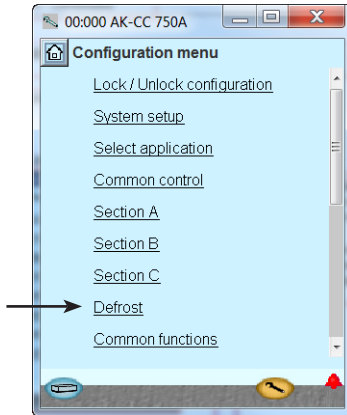 00:000 AK-CC 750A
Configuration menu
Lock / Unlock configuration
System setup
Select application
Common control
Section A
Section B
Section C
Defrost
Common functions